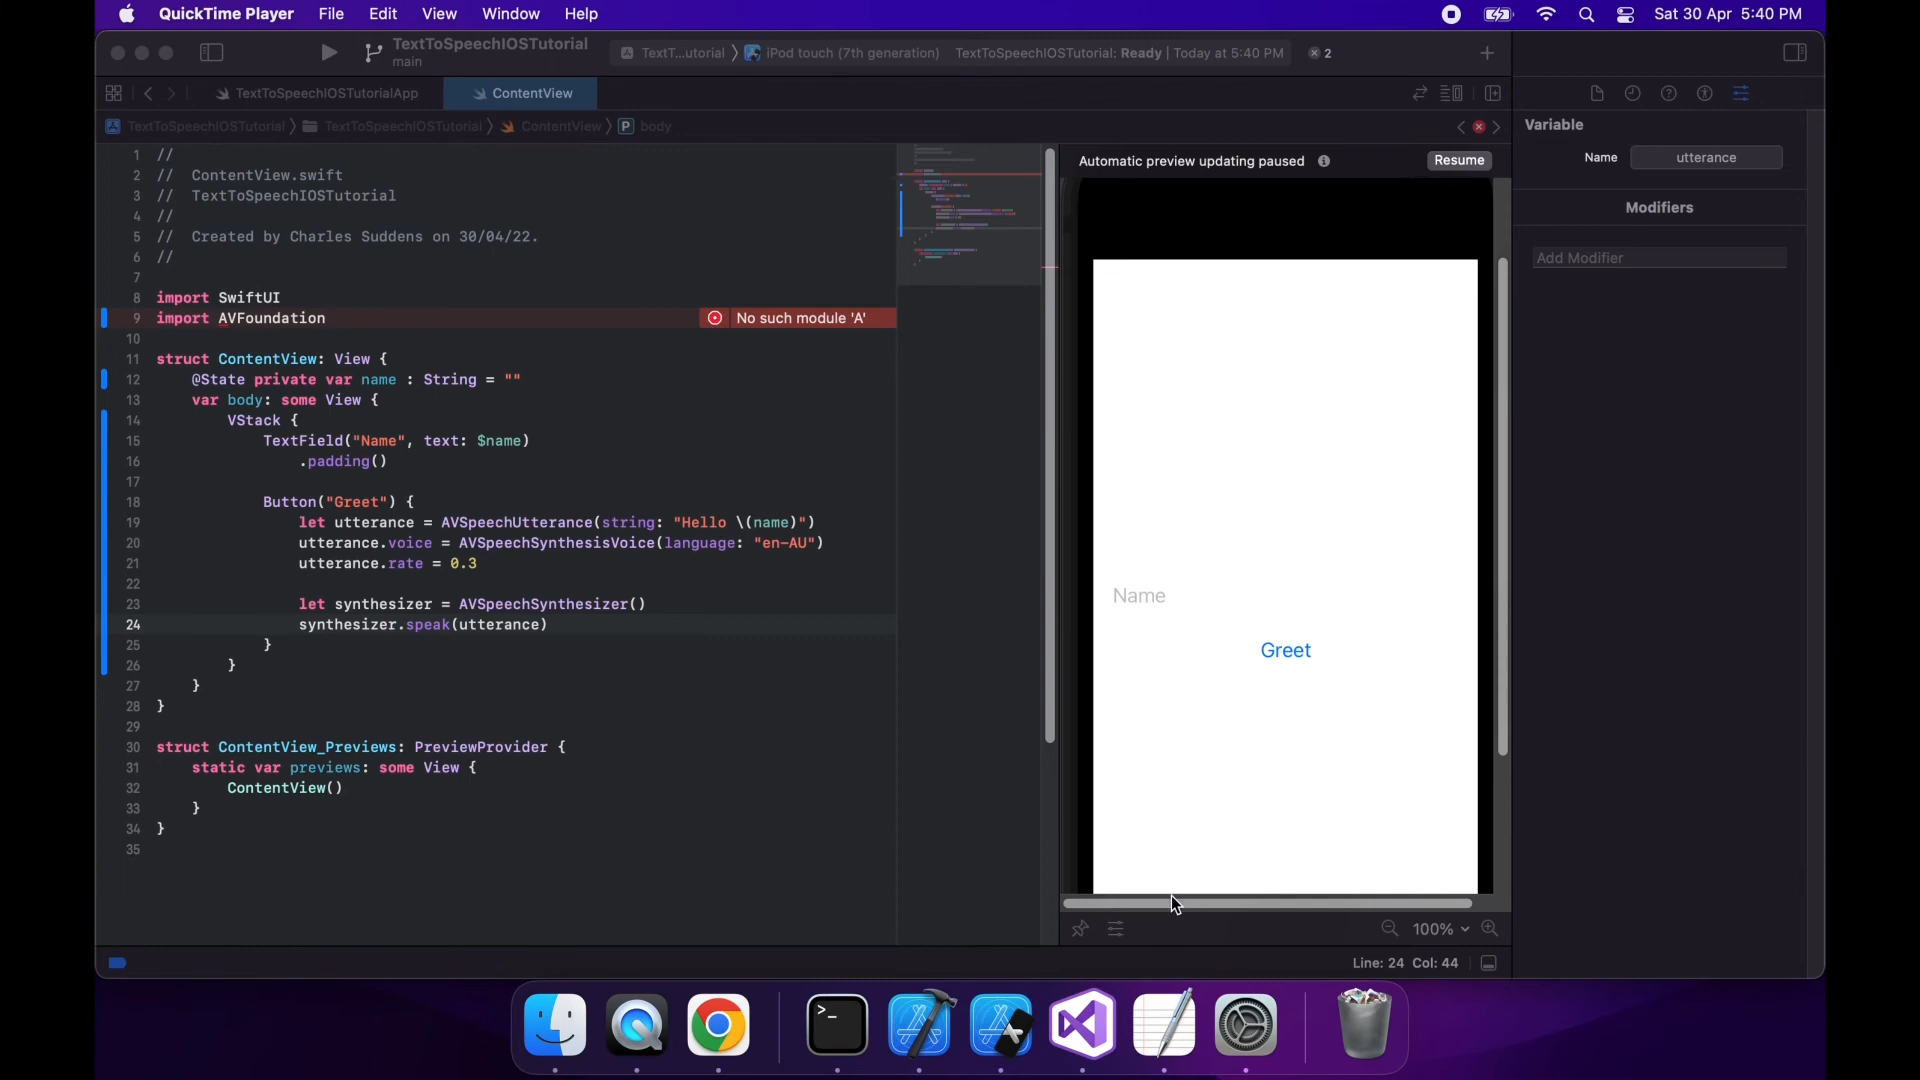 QuickTime Player File Edit View Window Help Sat 30 Apr 5:40 PM
TextToSpeechIOSTutorial
main
TextT...utorial iPod touch (7th generation) TextToSpeechIOSTutorial: Ready | Today at 5:40 PM 2
TextToSpeechIOSTutorialApp ContentView
TextToSpeechIOSTutorial TextToSpeechIOSTutorial ContentView P body
1 //
2 // ContentView.swift
3 // TextToSpeechIOSTutorial
4 //
5 // Created by Charles Suddens on 30/04/22.
6 //
7
8 import SwiftUI
9 import AVFoundation No such module 'A'
10
11 struct ContentView: View {
12 @State private var name : String = ""
13 var body: some View {
14 VStack {
15 TextField("Name", text: $name)
16 .padding()
17
18 Button("Greet") {
19 let utterance = AVSpeechUtterance(string: "Hello \(name)")
20 utterance.voice = AVSpeechSynthesisVoice(language: "en-AU")
21 utterance.rate = 0.3
22
23 let synthesizer = AVSpeechSynthesizer()
24 synthesizer.speak(utterance)
25 }
26 }
27 }
28 }
29
30 struct ContentView_Previews: PreviewProvider {
31 static var previews: some View {
32 ContentView()
33 }
34 }
35
Automatic preview updating paused Resume
Name
Greet
100%
Variable
Name utterance
Modifiers
Add Modifier
Line: 24 Col: 44